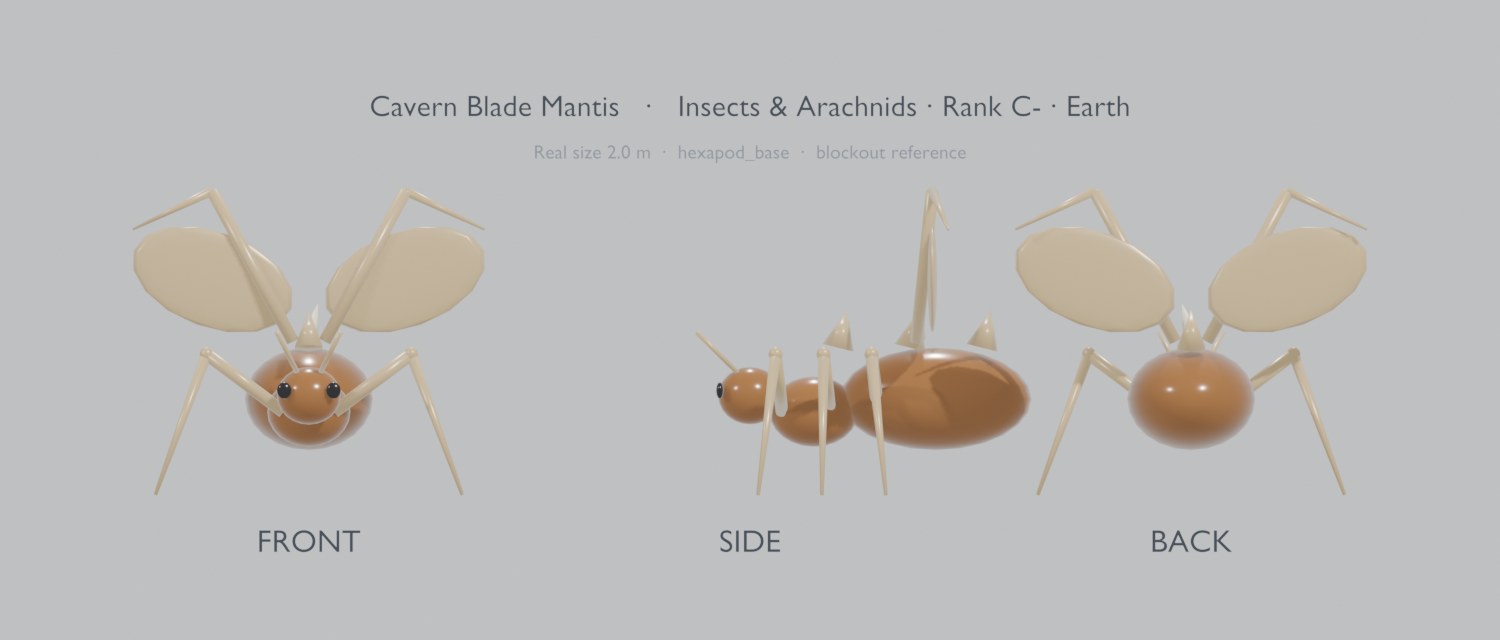 Cavern Blade Mantis · Insects & Arachnids · Rank C- · Earth
Real size 2.0 m · hexapod_base · blockout reference
FRONT SIDE BACK